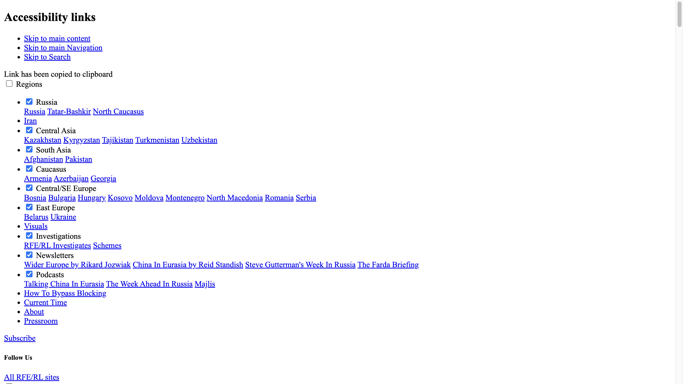 Accessibility links
Skip to main content
Skip to main Navigation
Skip to Search
Link has been copied to clipboard
Regions
Russia
Russia Tatar-Bashkir North Caucasus
Iran
Central Asia
Kazakhstan Kyrgyzstan Tajikistan Turkmenistan Uzbekistan
South Asia
Afghanistan Pakistan
Caucasus
Armenia Azerbaijan Georgia
Central/SE Europe
Bosnia Bulgaria Hungary Kosovo Moldova Montenegro North Macedonia Romania Serbia
East Europe
Belarus Ukraine
Visuals
Investigations
RFE/RL Investigates Schemes
Newsletters
Wider Europe by Rikard Jozwiak China In Eurasia by Reid Standish Steve Gutterman's Week In Russia The Farda Briefing
Podcasts
Talking China In Eurasia The Week Ahead In Russia Majlis
How To Bypass Blocking
Current Time
About
Pressroom
Subscribe
Follow Us
All RFE/RL sites